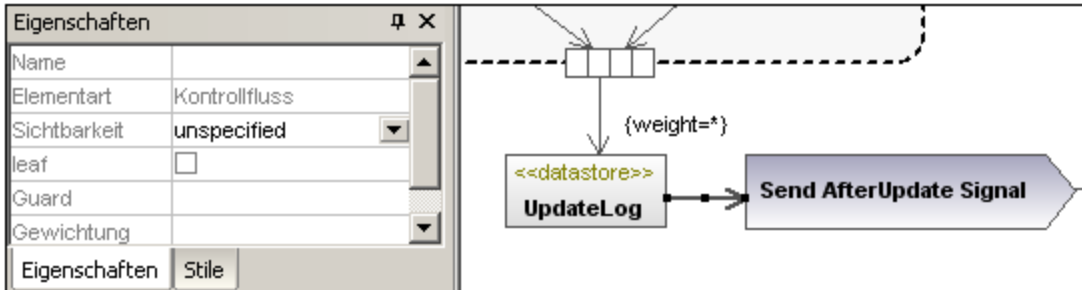 Eigenschaften
Name
Elementart Kontrollfluss
Sichtbarkeit unspecified
leaf
Guard
Gewichtung
Eigenschaften Stile
{weight=*}
<<datastore>>
UpdateLog
Send AfterUpdate Signal